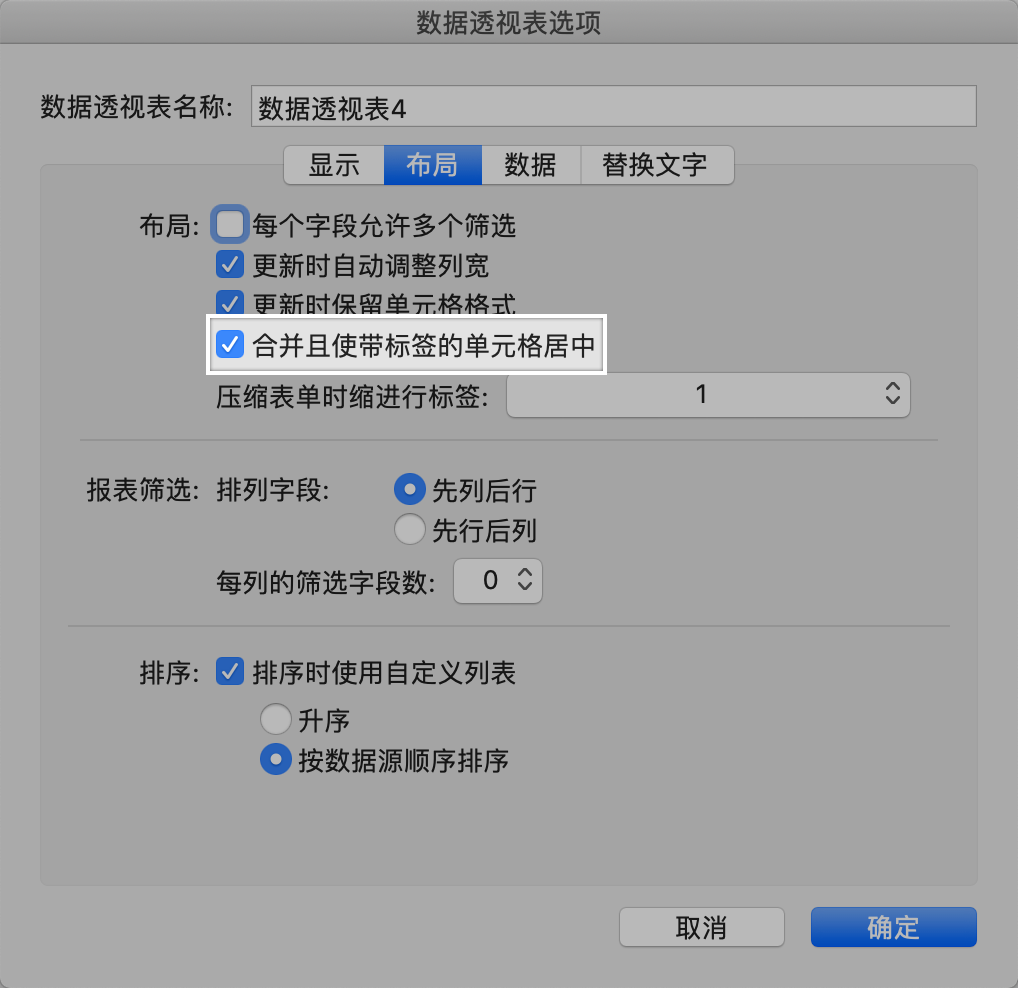 数据透视表选项
数据透视表名称: 数据透视表4
显示 布局 数据 替换文字
布局: 每个字段允许多个筛选
更新时自动调整列宽
更新时保留单元格格式
合并且使带标签的单元格居中
压缩表单时缩进行标签: 1
报表筛选: 排列字段: 先列后行
先行后列
每列的筛选字段数: 0
排序: 排序时使用自定义列表
升序
按数据源顺序排序
取消 确定